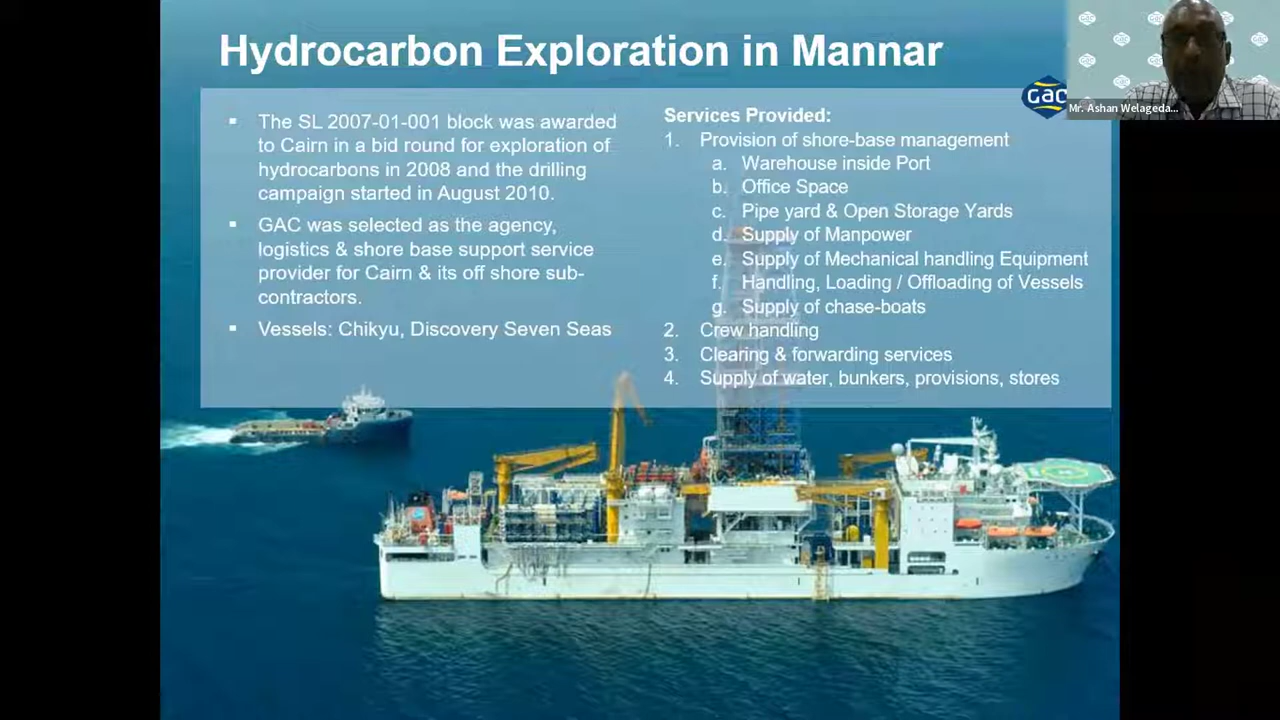 Hydrocarbon Exploration in Mannar
GAC
Mr. Ashan Welageda...
▪ The SL 2007-01-001 block was awarded
to Cairn in a bid round for exploration of
hydrocarbons in 2008 and the drilling
campaign started in August 2010.
▪ GAC was selected as the agency,
logistics & shore base support service
provider for Cairn & its off shore sub-
contractors.
▪ Vessels: Chikyu, Discovery Seven Seas
Services Provided:
1. Provision of shore-base management
a. Warehouse inside Port
b. Office Space
c. Pipe yard & Open Storage Yards
d. Supply of Manpower
e. Supply of Mechanical handling Equipment
f. Handling, Loading / Offloading of Vessels
g. Supply of chase-boats
2. Crew handling
3. Clearing & forwarding services
4. Supply of water, bunkers, provisions, stores